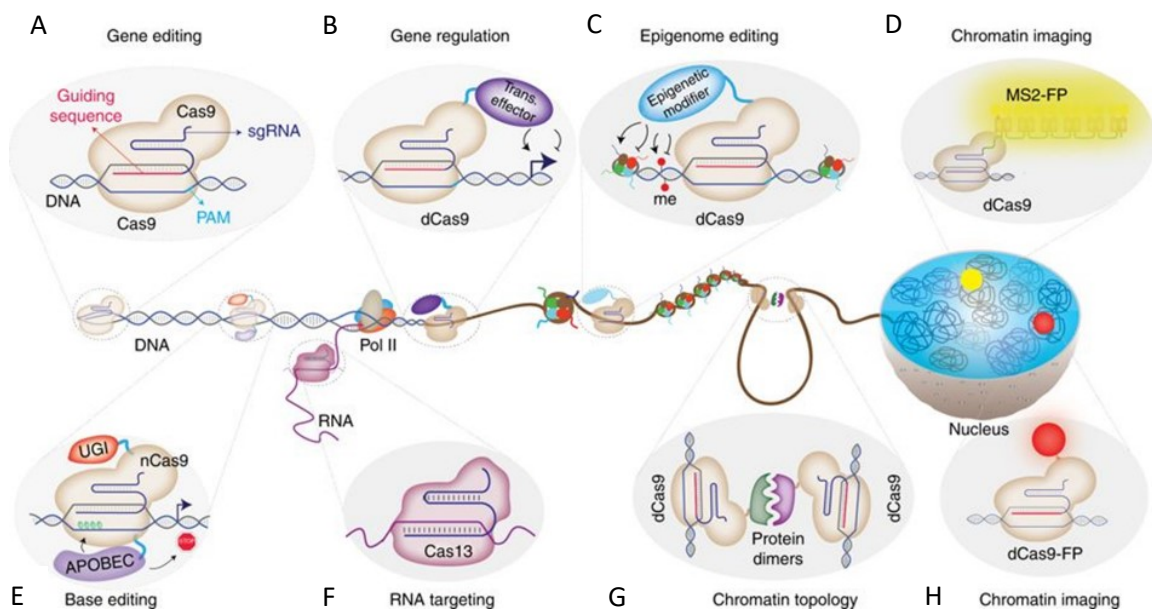 A
Gene editing
Guiding
sequence
Cas9
sgRNA
DNA
Cas9
PAM
B
Gene regulation
Trans.
effector
dCas9
C
Epigenome editing
Epigenetic
modifier
me
dCas9
D
Chromatin imaging
MS2-FP
dCas9
DNA
Pol II
RNA
Nucleus
UGI
nCas9
APOBEC
STOP
E
Base editing
Cas13
F
RNA targeting
dCas9
Protein
dimers
dCas9
G
Chromatin topology
dCas9-FP
H
Chromatin imaging